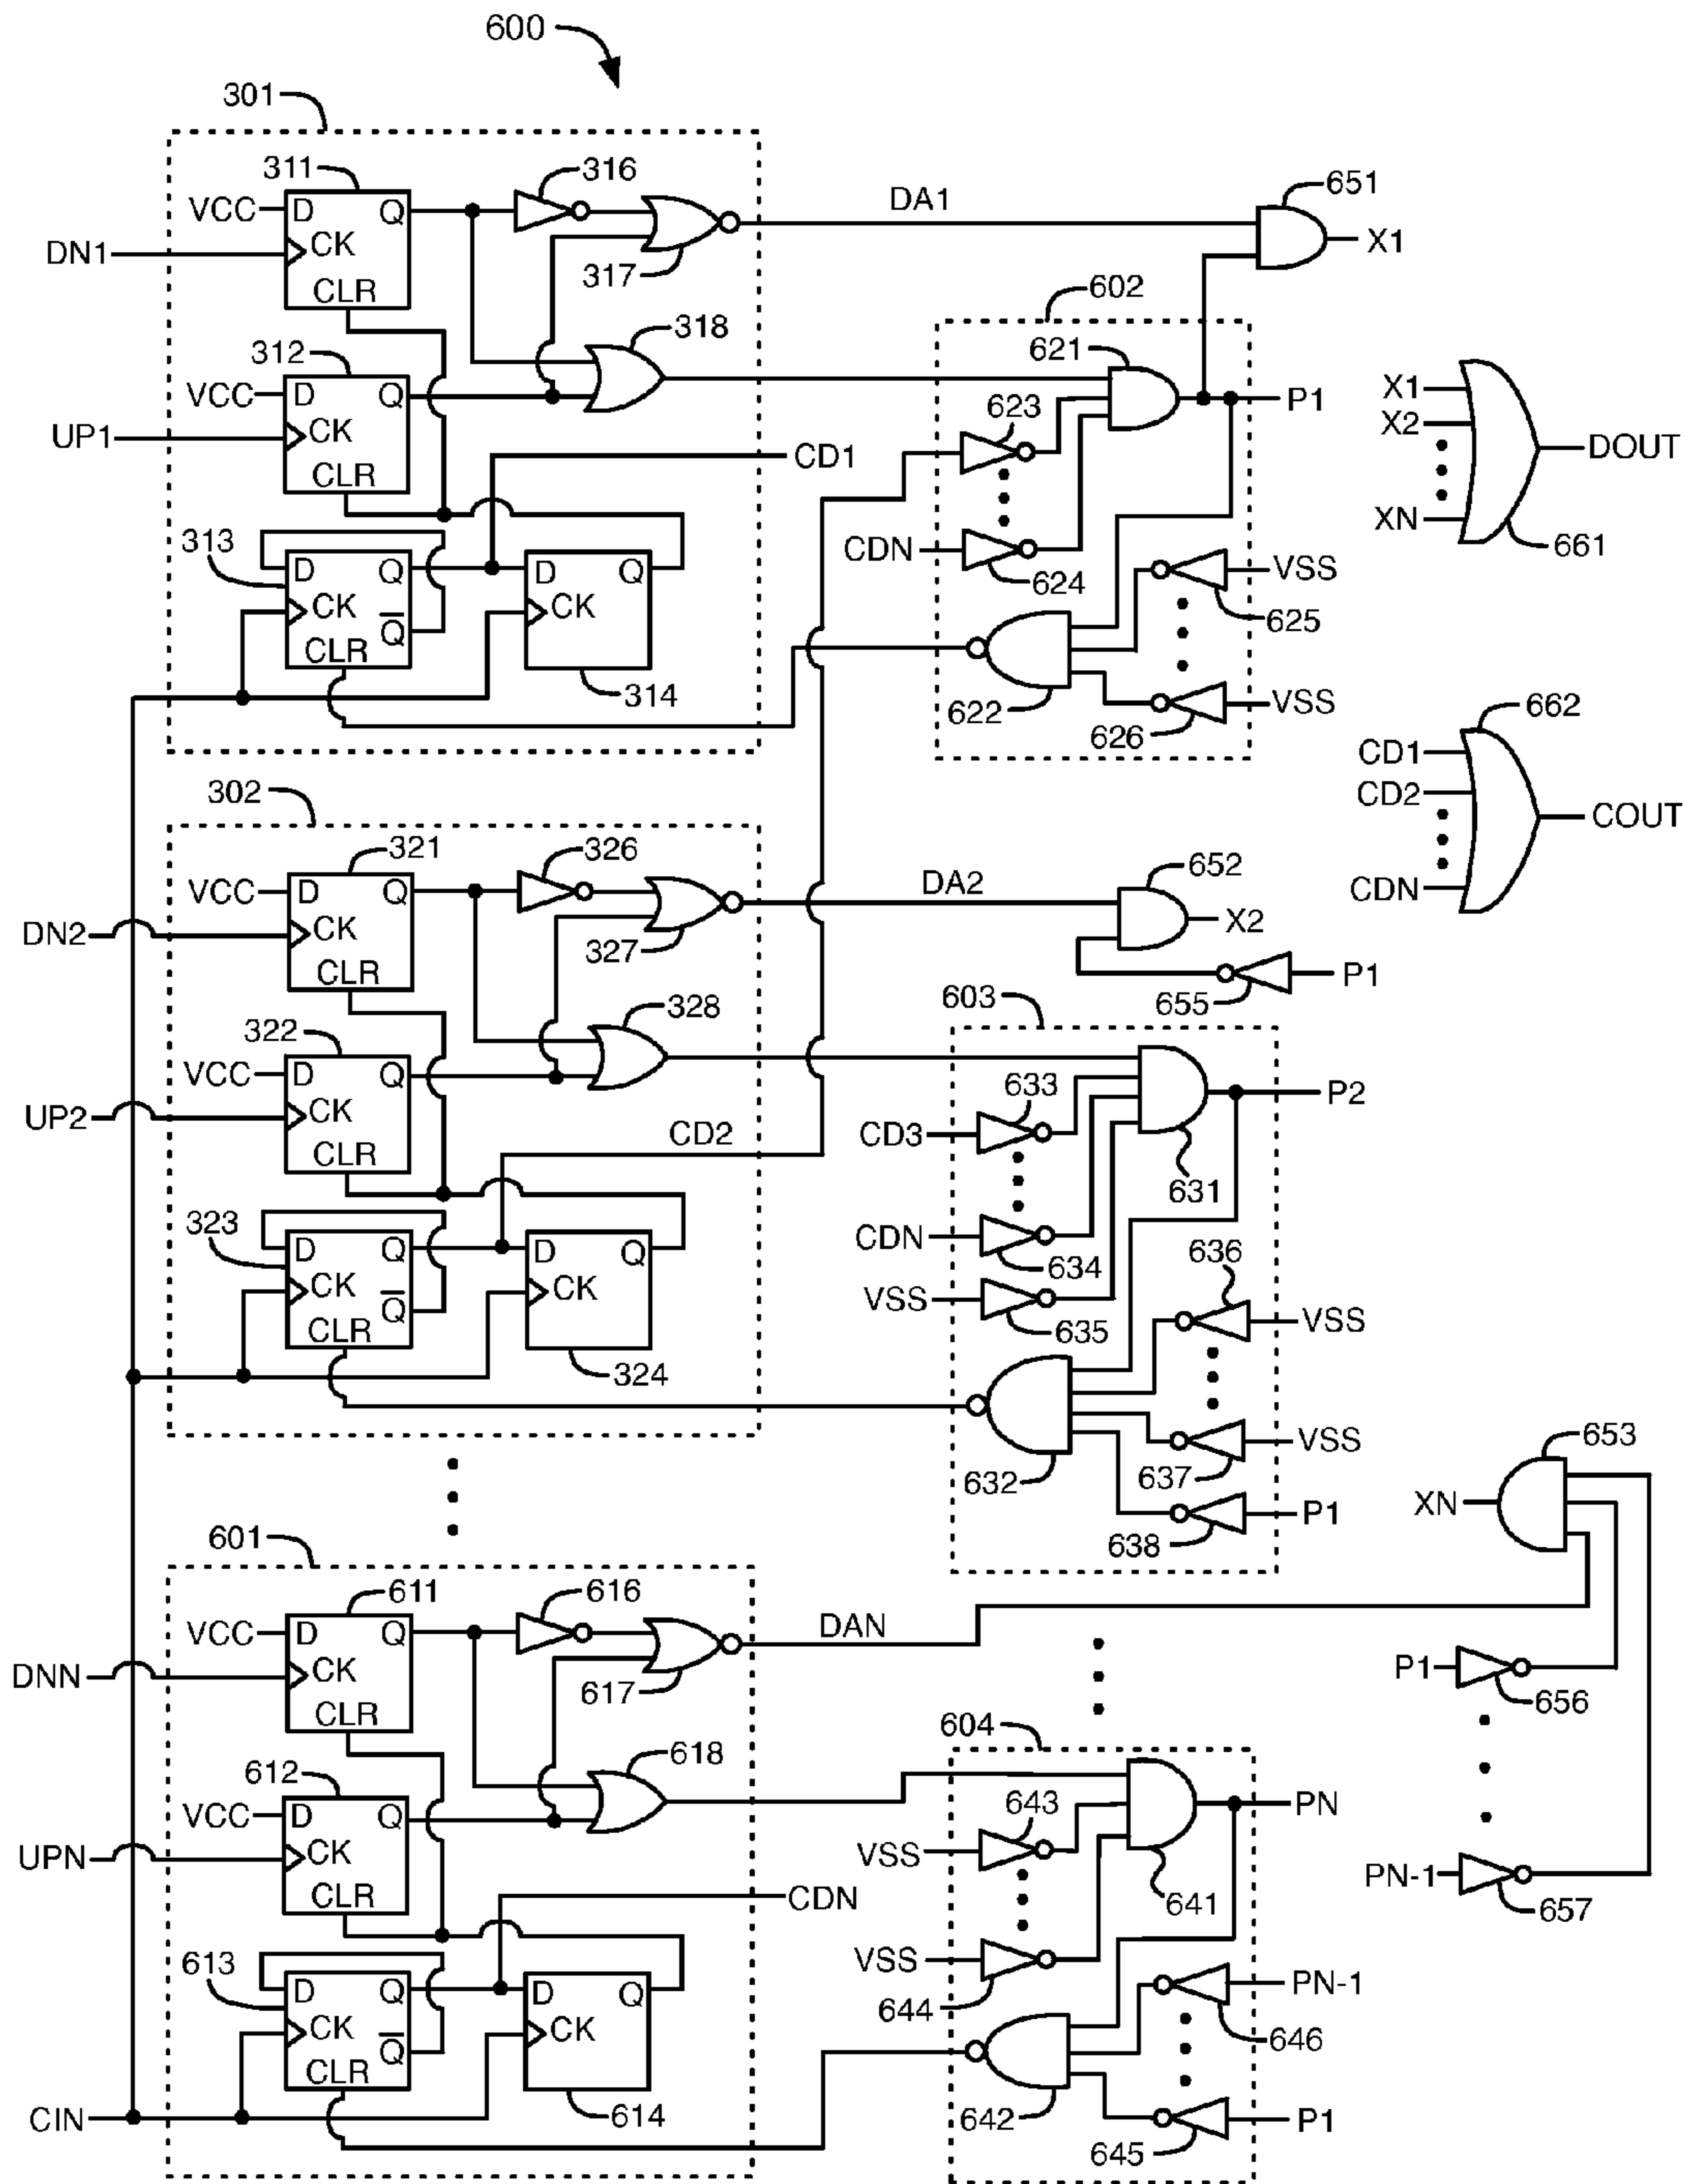 600
301
311
316
DA1
651
VCC
D
Q
X1
DN1
CK
317
CLR
602
318
312
621
VCC
D
Q
P1
X1
623
X2
UP1
CK
CD1
DOUT
CLR
XN
313
CDN
661
D
Q
D
Q
624
VSS
CK
CK
625
Q
CLR
314
622
VSS
626
662
CD1
302
CD2
COUT
321
326
652
CDN
VCC
D
Q
DA2
X2
DN2
CK
327
CLR
P1
655
603
328
322
VCC
D
Q
633
P2
UP2
CK
CD2
CD3
CLR
631
323
CDN
636
D
Q
D
Q
634
VSS
VSS
CK
CK
635
Q
CLR
324
VSS
653
632
637
XN
P1
638
601
611
616
VCC
D
Q
DAN
DNN
CK
P1
617
656
CLR
604
618
612
643
VCC
D
Q
PN
UPN
CK
VSS
PN-1
CLR
CDN
641
657
613
VSS
D
Q
D
Q
PN-1
644
CK
CK
646
Q
CLR
642
CIN
614
P1
645